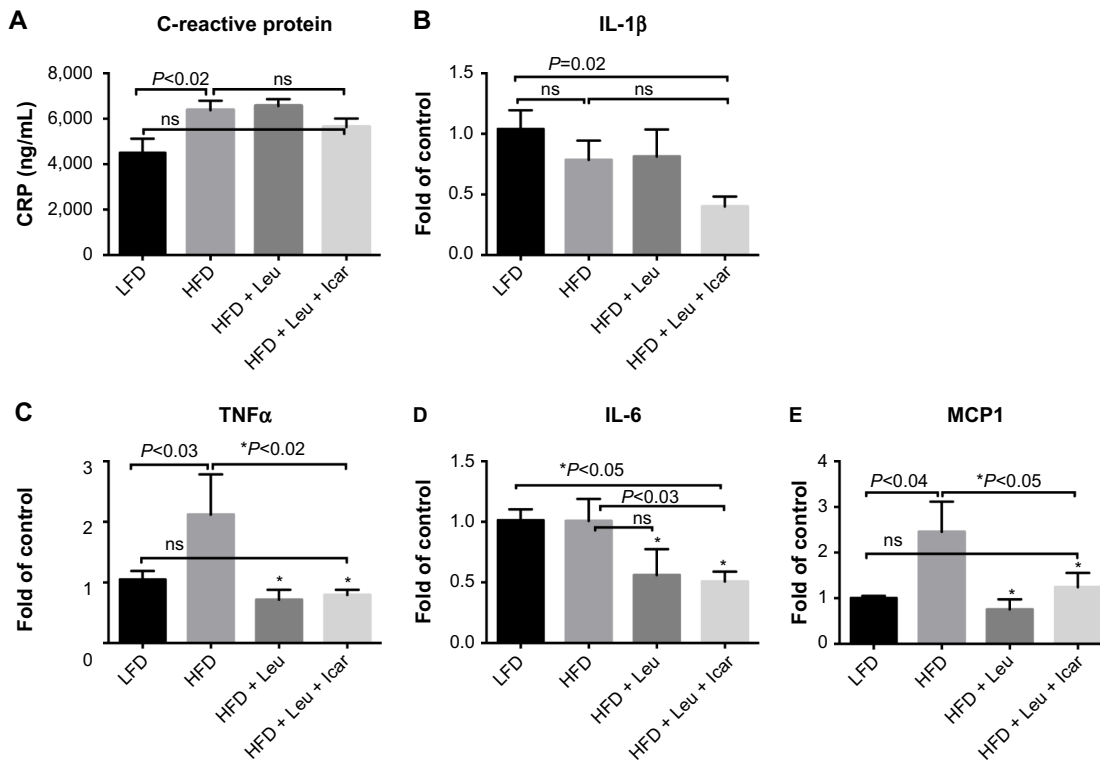 A
C-reactive protein
CRP (ng/mL)
8,000
6,000
4,000
2,000
0
P<0.02
ns
ns
LFD
HFD
HFD + Leu
HFD + Leu + Icar
B
IL-1β
Fold of control
1.5
1.0
0.5
0.0
P=0.02
ns
ns
LFD
HFD
HFD + Leu
HFD + Leu + Icar
C
TNFα
Fold of control
3
2
1
0
P<0.03
*P<0.02
ns
*
*
LFD
HFD
HFD + Leu
HFD + Leu + Icar
D
IL-6
Fold of control
1.5
1.0
0.5
0.0
*P<0.05
P<0.03
ns
*
*
LFD
HFD
HFD + Leu
HFD + Leu + Icar
E
MCP1
Fold of control
4
3
2
1
0
P<0.04
*P<0.05
ns
*
*
LFD
HFD
HFD + Leu
HFD + Leu + Icar